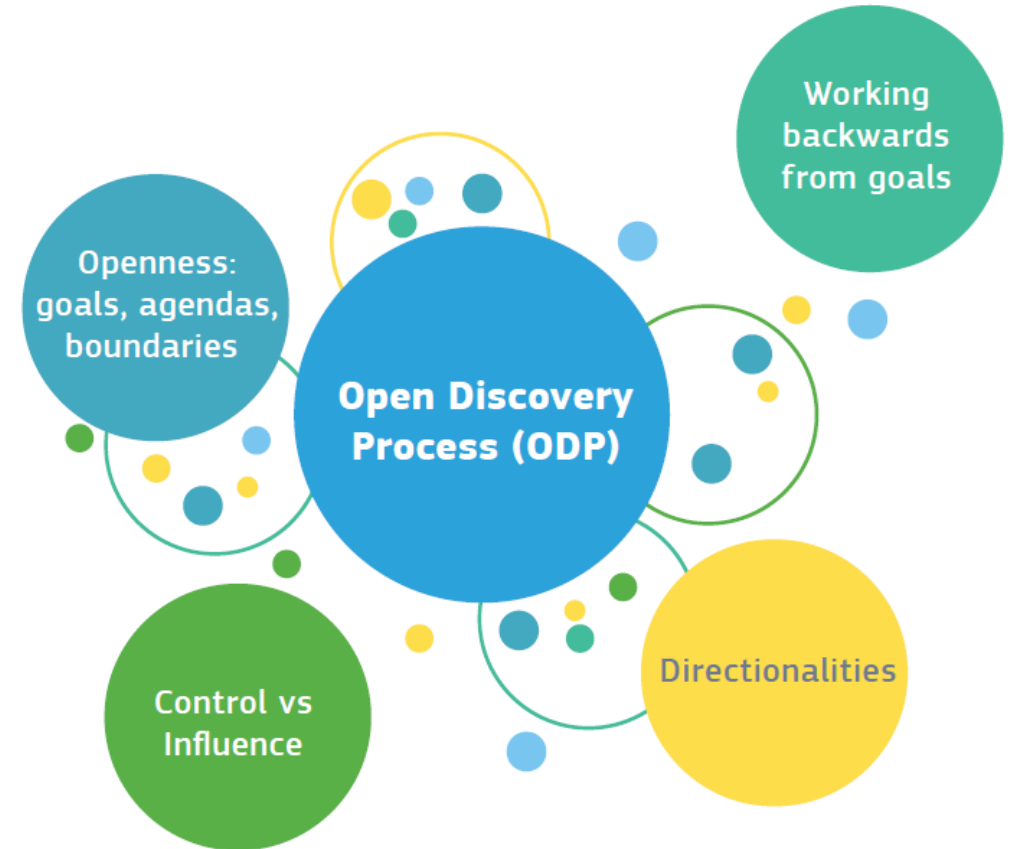 Working
backwards
from goals
Openness:
goals, agendas,
boundaries
Open Discovery
Process (ODP)
Directionalities
Control vs
Influence